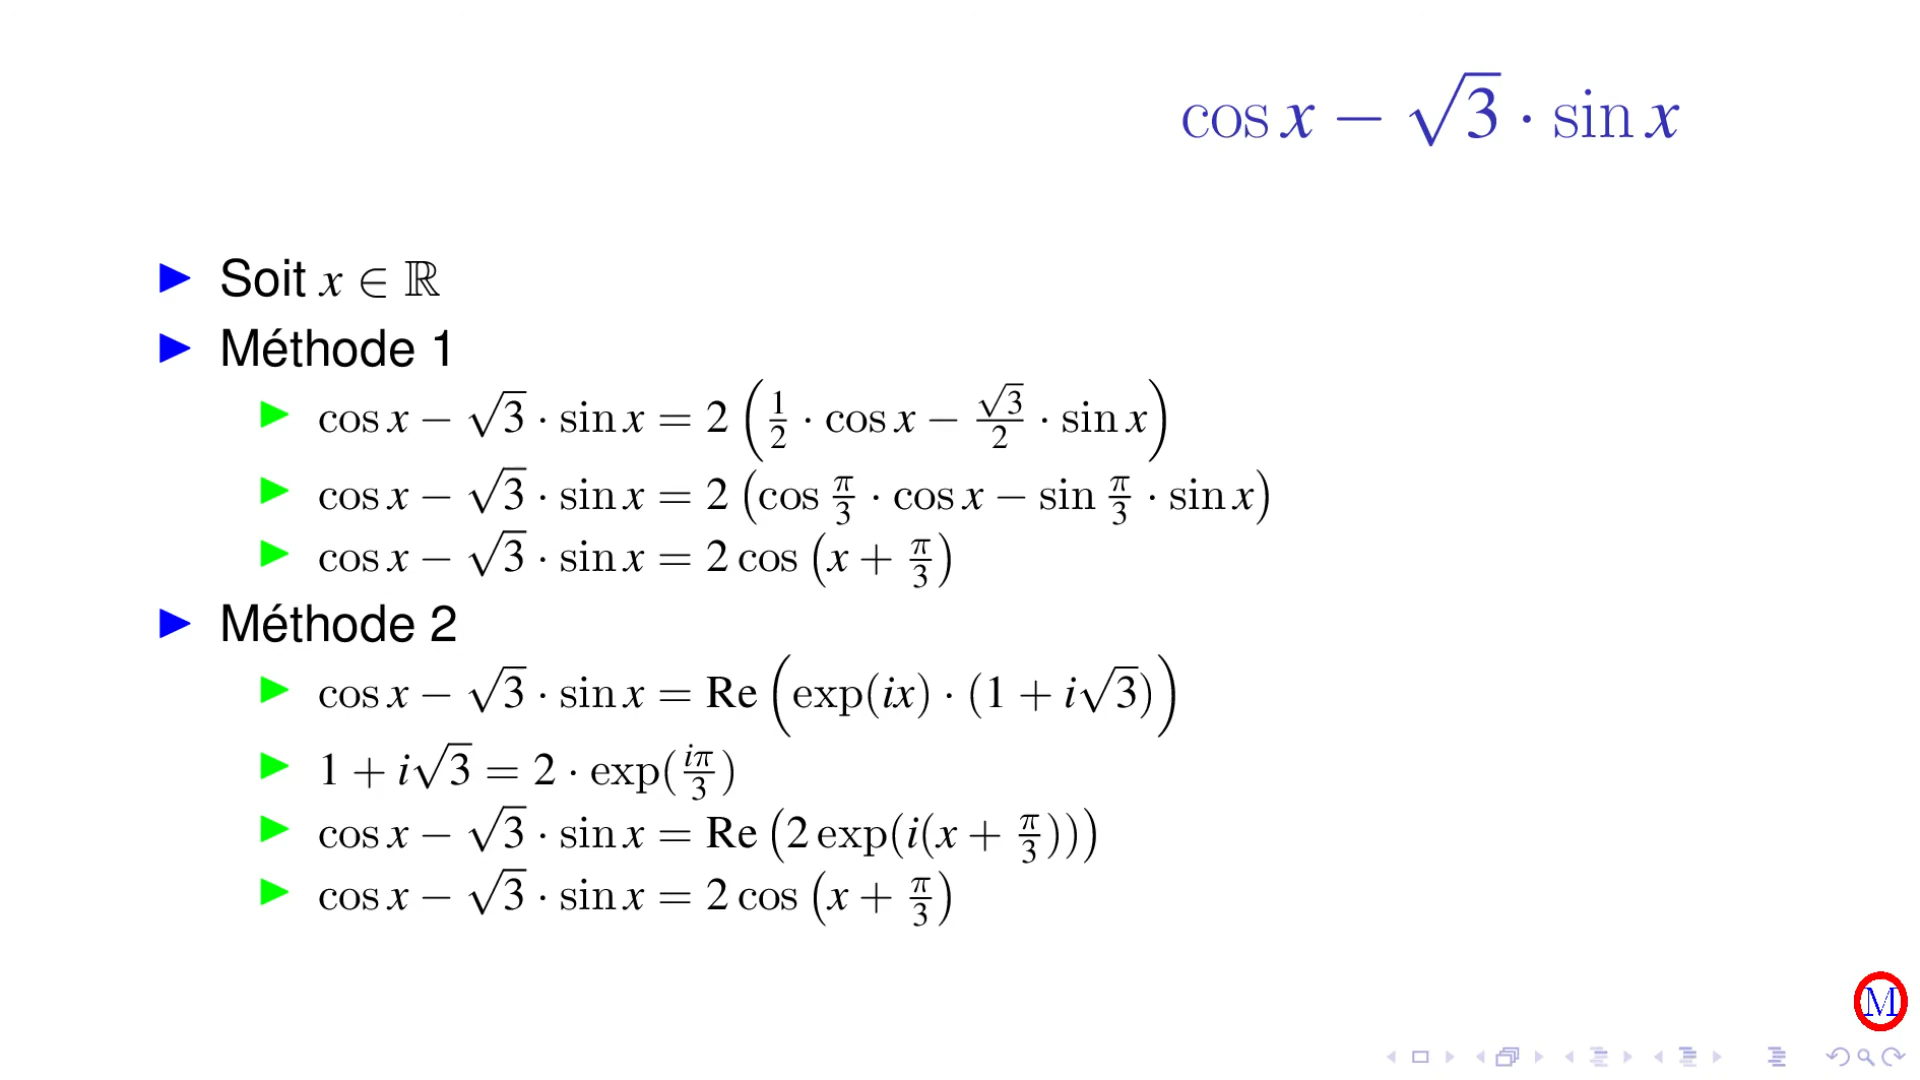 cos x − √3 · sin x
Soit x ∈ ℝ
Méthode 1
cos x − √3 · sin x = 2 (1/2 · cos x − √3/2 · sin x)
cos x − √3 · sin x = 2 (cos π/3 · cos x − sin π/3 · sin x)
cos x − √3 · sin x = 2 cos (x + π/3)
Méthode 2
cos x − √3 · sin x = Re (exp(ix) · (1 + i√3))
1 + i√3 = 2 · exp(iπ/3)
cos x − √3 · sin x = Re (2 exp(i(x + π/3)))
cos x − √3 · sin x = 2 cos (x + π/3)
M